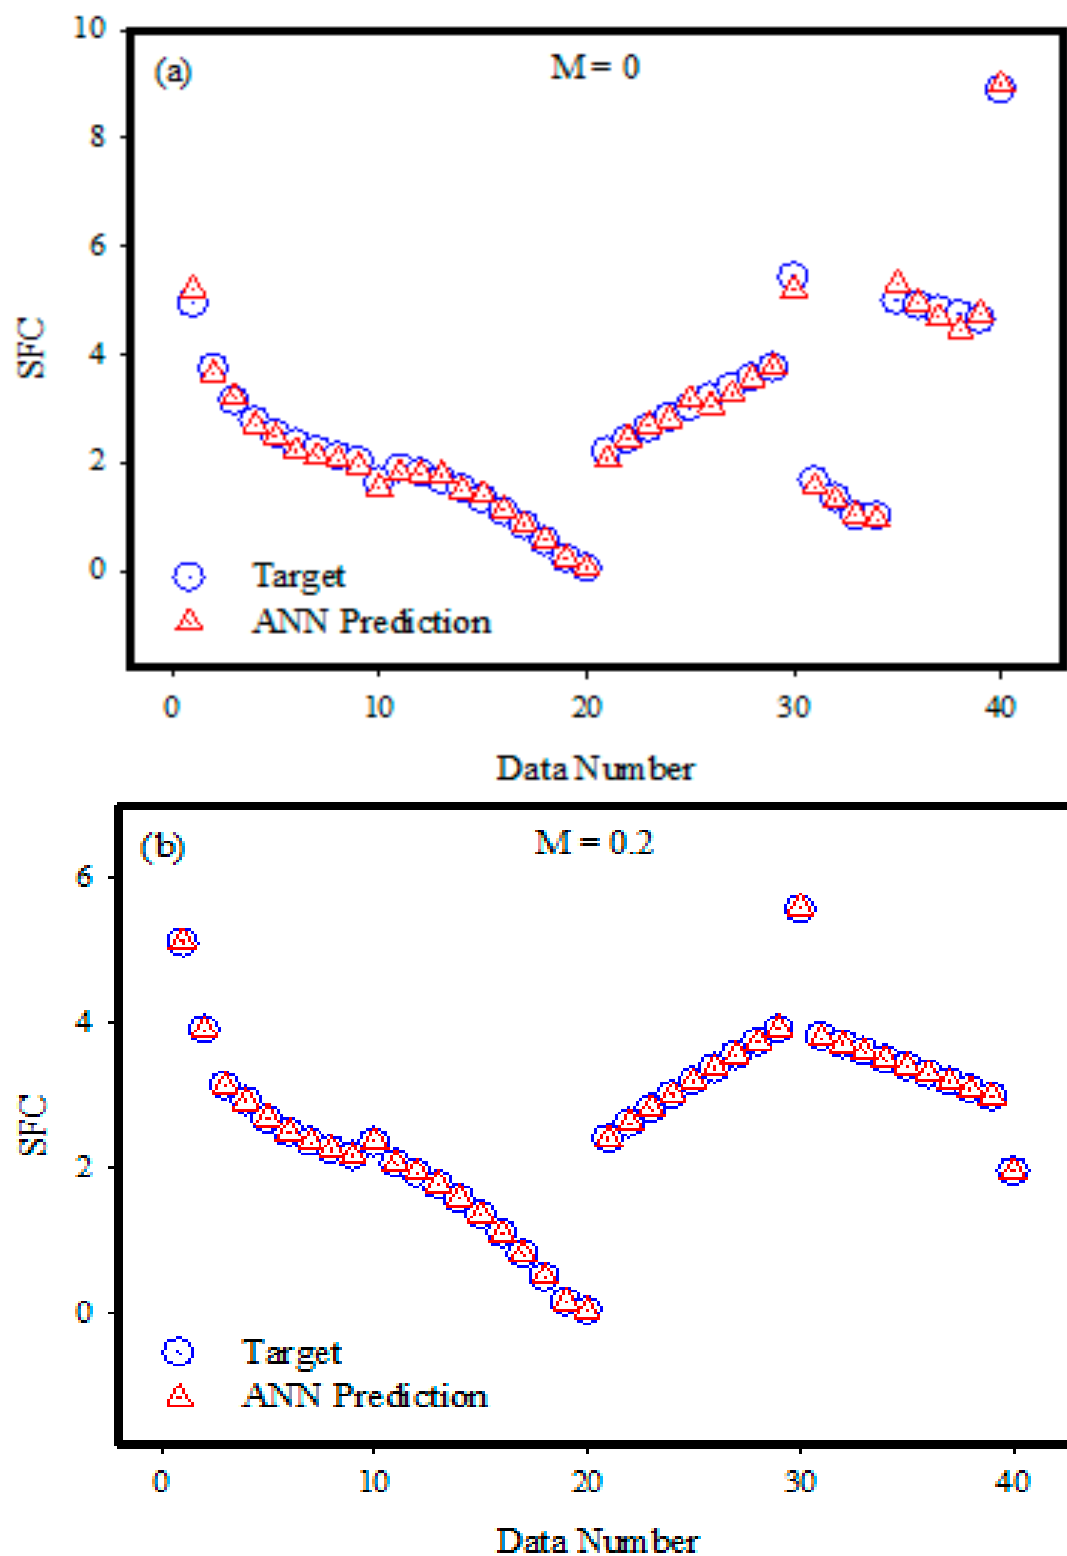 10
(a)
M = 0
8
6
SFC
4
2
0
Target
ANN Prediction
0 10 20 30 40
Data Number
(b)
M = 0.2
6
4
SFC
2
0
Target
ANN Prediction
0 10 20 30 40
Data Number